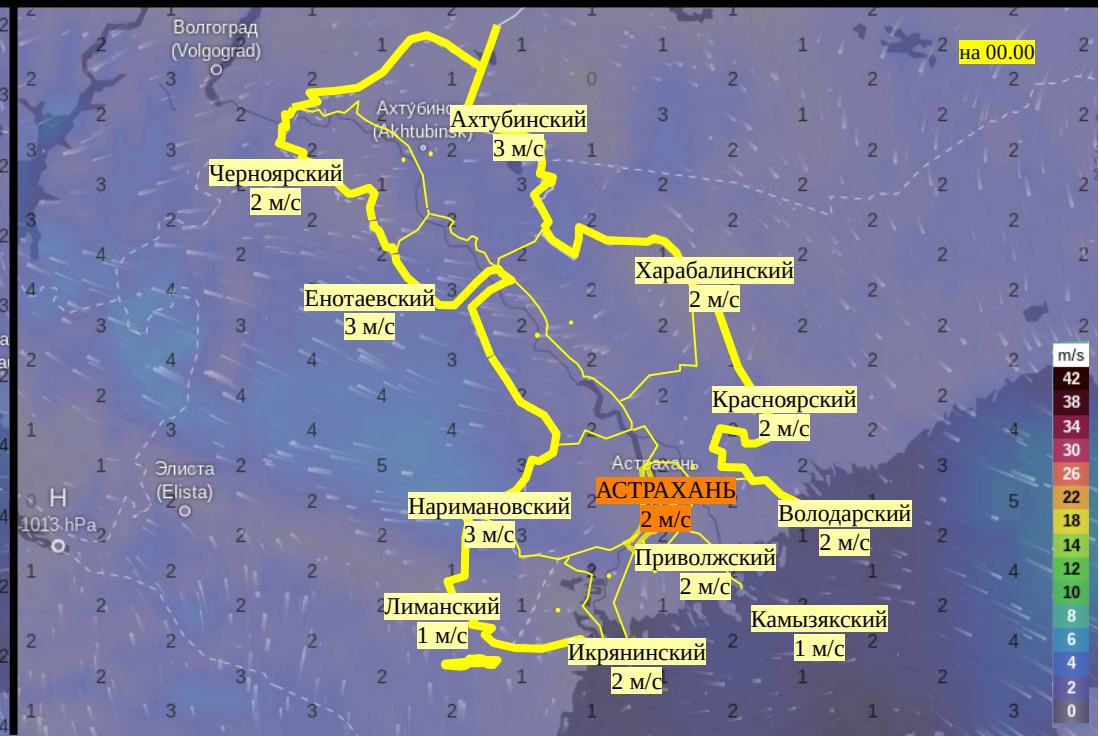 Волгоград
(Volgograd)
на 00.00
Ахтуби
(Akhtubinsk)
Ахтубинский
3 м/с
Черноярский
2 м/с
Харабалинский
2 м/с
Енотаевский
3 м/с
m/s
42
38
34
30
26
22
18
14
12
10
8
6
4
2
0
Красноярский
2 м/с
Элиста
(Elista)
Астрахань
АСТРАХАНЬ
2 м/с
Н
1013 hPa
Наримановский
3 м/с
Володарский
2 м/с
Приволжский
2 м/с
Лиманский
1 м/с
Камызякский
1 м/с
Икрянинский
2 м/с